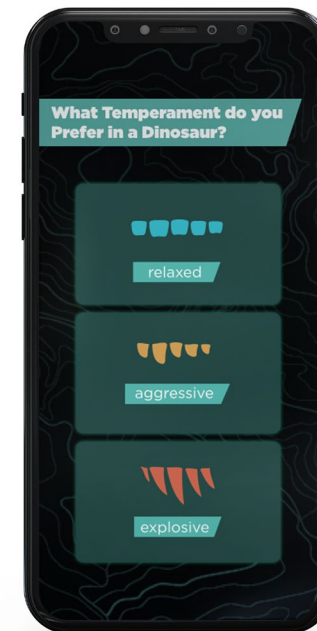 What Temperament do you
Prefer in a Dinosaur?
relaxed
aggressive
explosive